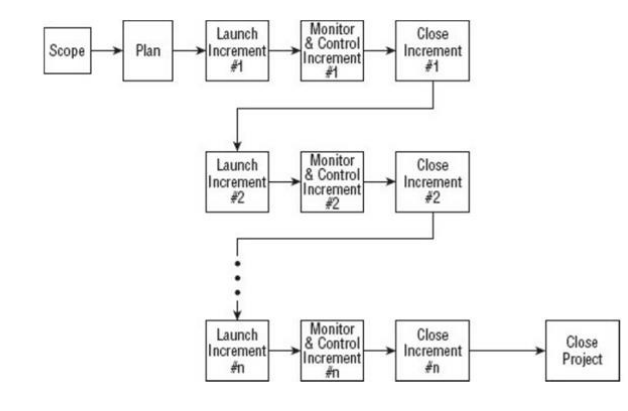 Scope
Plan
Launch
Increment
#1
Monitor
& Control
Increment
#1
Close
Increment
#1
Launch
Increment
#2
Monitor
& Control
Increment
#2
Close
Increment
#2
Launch
Increment
#n
Monitor
& Control
Increment
#n
Close
Increment
#n
Close
Project